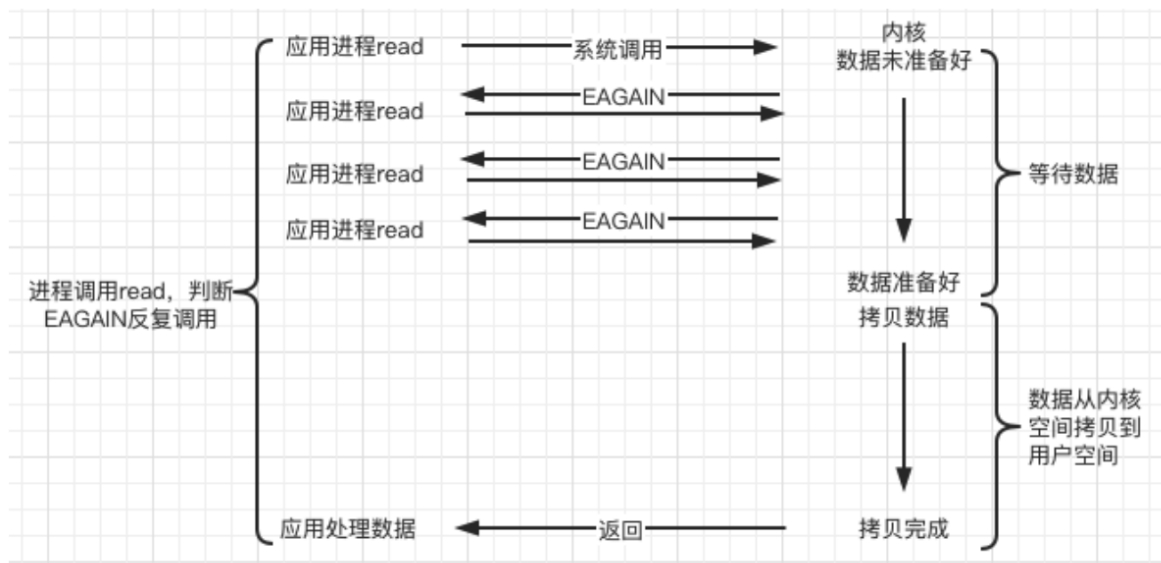 应用进程read
系统调用
内核
数据未准备好
EAGAIN
应用进程read
EAGAIN
应用进程read
等待数据
EAGAIN
应用进程read
数据准备好
进程调用read，判断
EAGAIN反复调用
拷贝数据
数据从内核
空间拷贝到
用户空间
应用处理数据
返回
拷贝完成